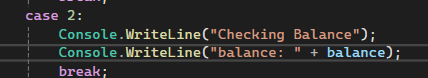 case 2:
Console.WriteLine("Checking Balance");
Console.WriteLine("balance: " + balance);
break;